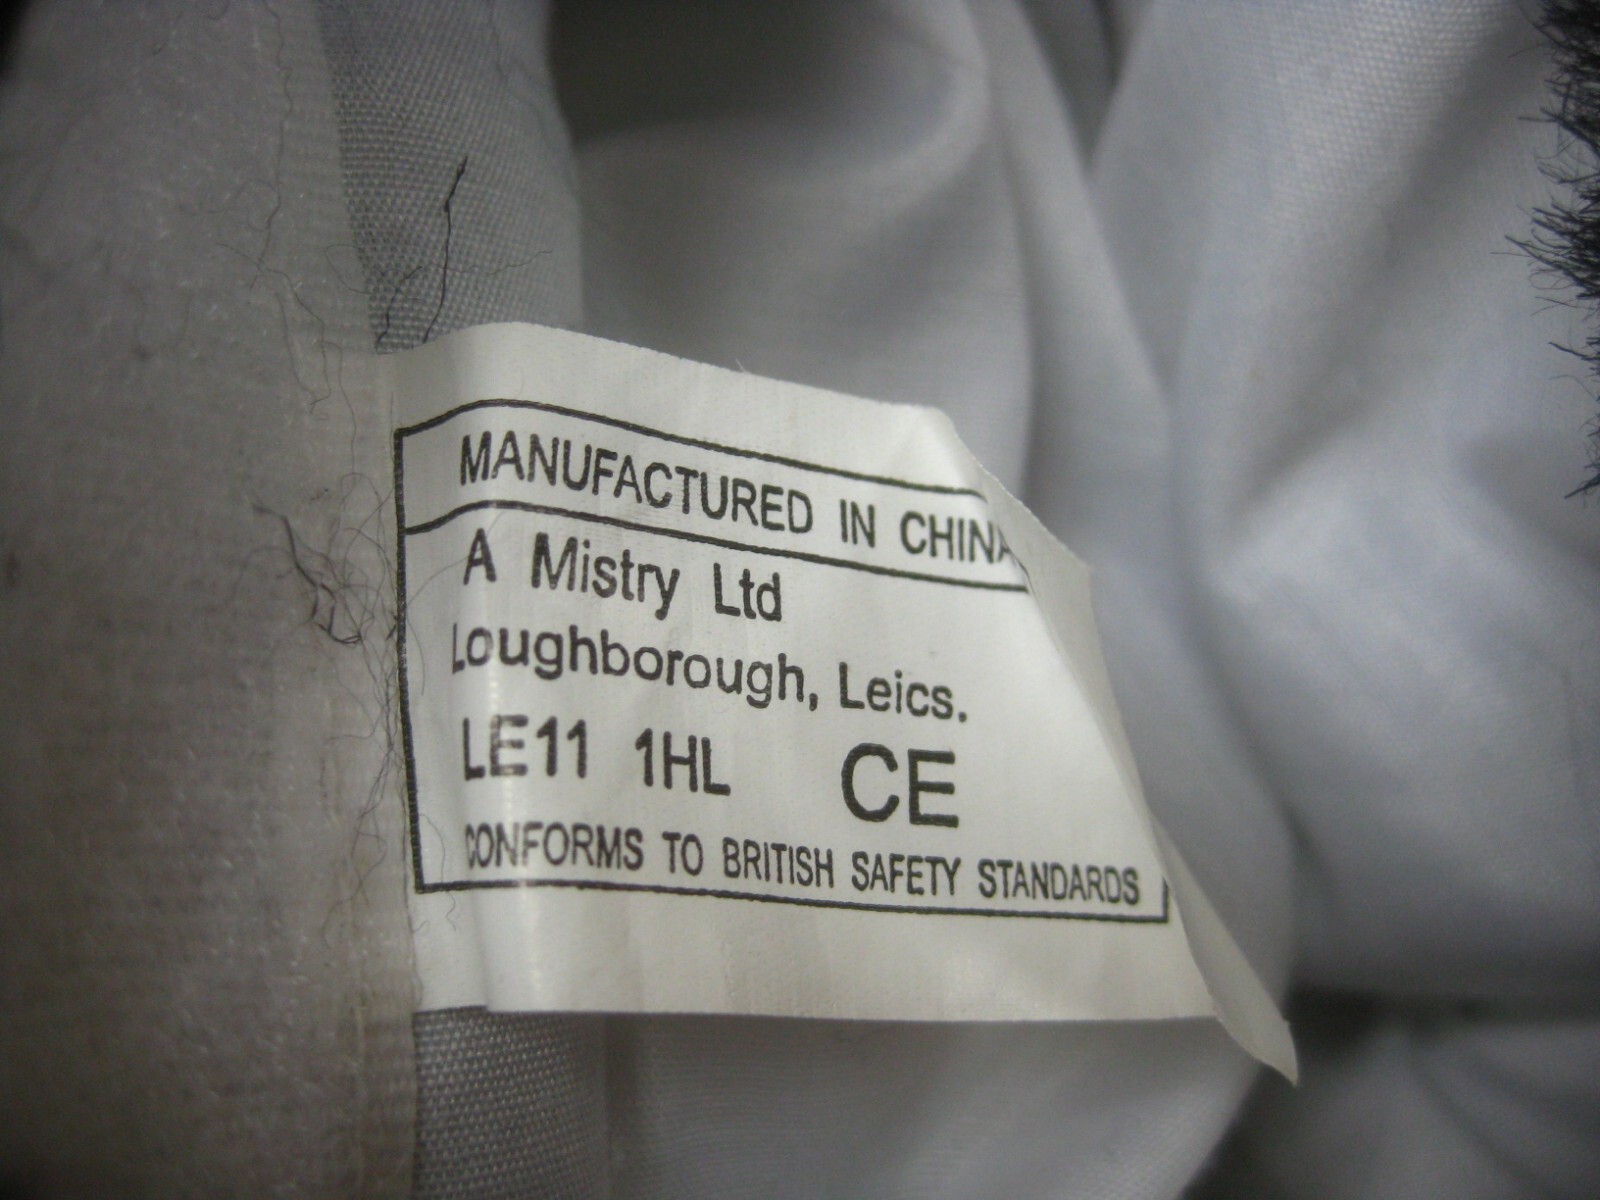 MANUFACTURED IN CHINA
A Mistry Ltd
Loughborough, Leics.
LE11 1HL CE
CONFORMS TO BRITISH SAFETY STANDARDS